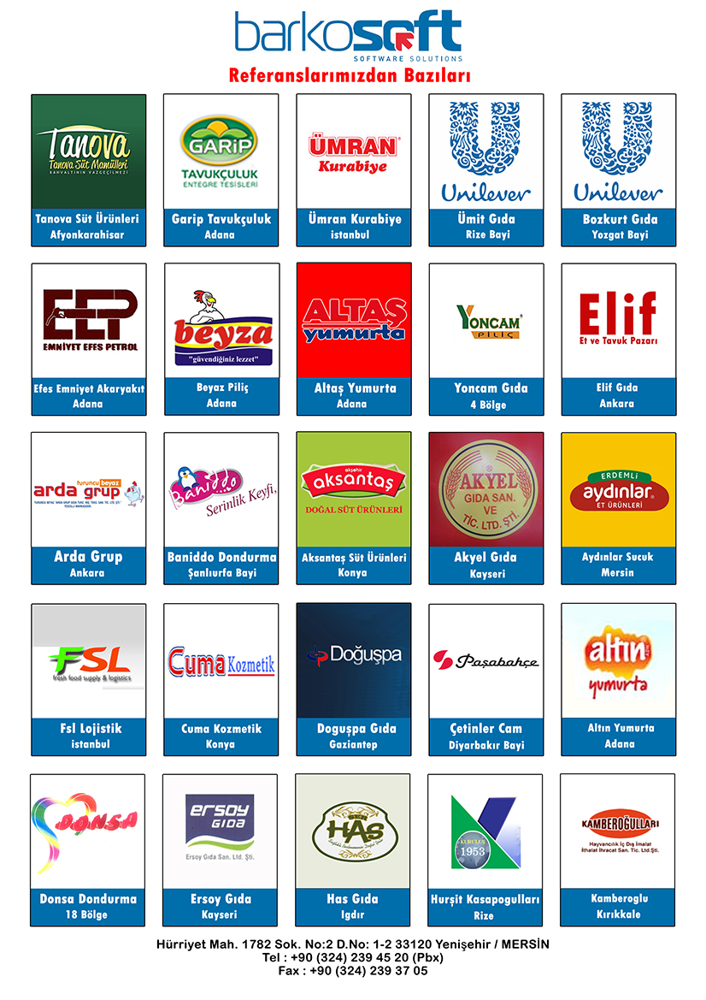 barkosoft
SOFTWARE SOLUTIONS
Referanslarımızdan Bazıları
Tanova
Tanova Süt Mamülleri
KAHVALTININ VAZGEÇİLMEZİ
Tanova Süt Ürünleri
Afyonkarahisar
GARİP
TAVUKÇULUK
ENTEGRE TESİSLERİ
Garip Tavukçuluk
Adana
ÜMRAN
Kurabiye
Ümran Kurabiye
istanbul
Unilever
Ümit Gıda
Rize Bayi
Unilever
Bozkurt Gıda
Yozgat Bayi
EEP
EMNİYET EFES PETROL
Efes Emniyet Akaryakıt
Adana
beyza
"güvendiğiniz lezzet"
Beyaz Piliç
Adana
ALTAŞ
yumurta
Altaş Yumurta
Adana
YONCAM
PİLİÇ
Yoncam Gıda
4 Bölge
Elif
Et ve Tavuk Pazarı
Elif Gıda
Ankara
turuncu beyaz
arda grup
Arda Grup
Ankara
Baniddo
Serinlik Keyfi,
Baniddo Dondurma
Şanlıurfa Bayi
akşehir
aksantaş
DOĞAL SÜT ÜRÜNLERİ
Aksantaş Süt Ürünleri
Konya
AKYEL
GIDA SAN.
VE
TİC. LTD. ŞTİ.
Akyel Gıda
Kayseri
ERDEMLİ
aydınlar
ET ÜRÜNLERİ
Aydınlar Sucuk
Mersin
FSL
fresh food supply & logistics
Fsl Lojistik
istanbul
Cuma Kozmetik
Cuma Kozmetik
Konya
Doğuşpa
Doguşpa Gıda
Gaziantep
Paşabahçe
Çetinler Cam
Diyarbakır Bayi
altın
yumurta
Altın Yumurta
Adana
DONSA
Donsa Dondurma
18 Bölge
ersoy
GIDA
Ersoy Gıda San. Ltd. Şti.
Ersoy Gıda
Kayseri
HAS
Has Gıda
Igdır
KURULUŞ
1953
Hurşit Kasapogulları
Rize
KAMBEROĞULLARI
Hayvancılık İç Dış İmalat
İthalat İhracat San. Tic. Ltd.Şti.
Kamberoglu
Kırıkkale
Hürriyet Mah. 1782 Sok. No:2 D.No: 1-2 33120 Yenişehir / MERSİN
Tel : +90 (324) 239 45 20 (Pbx)
Fax : +90 (324) 239 37 05